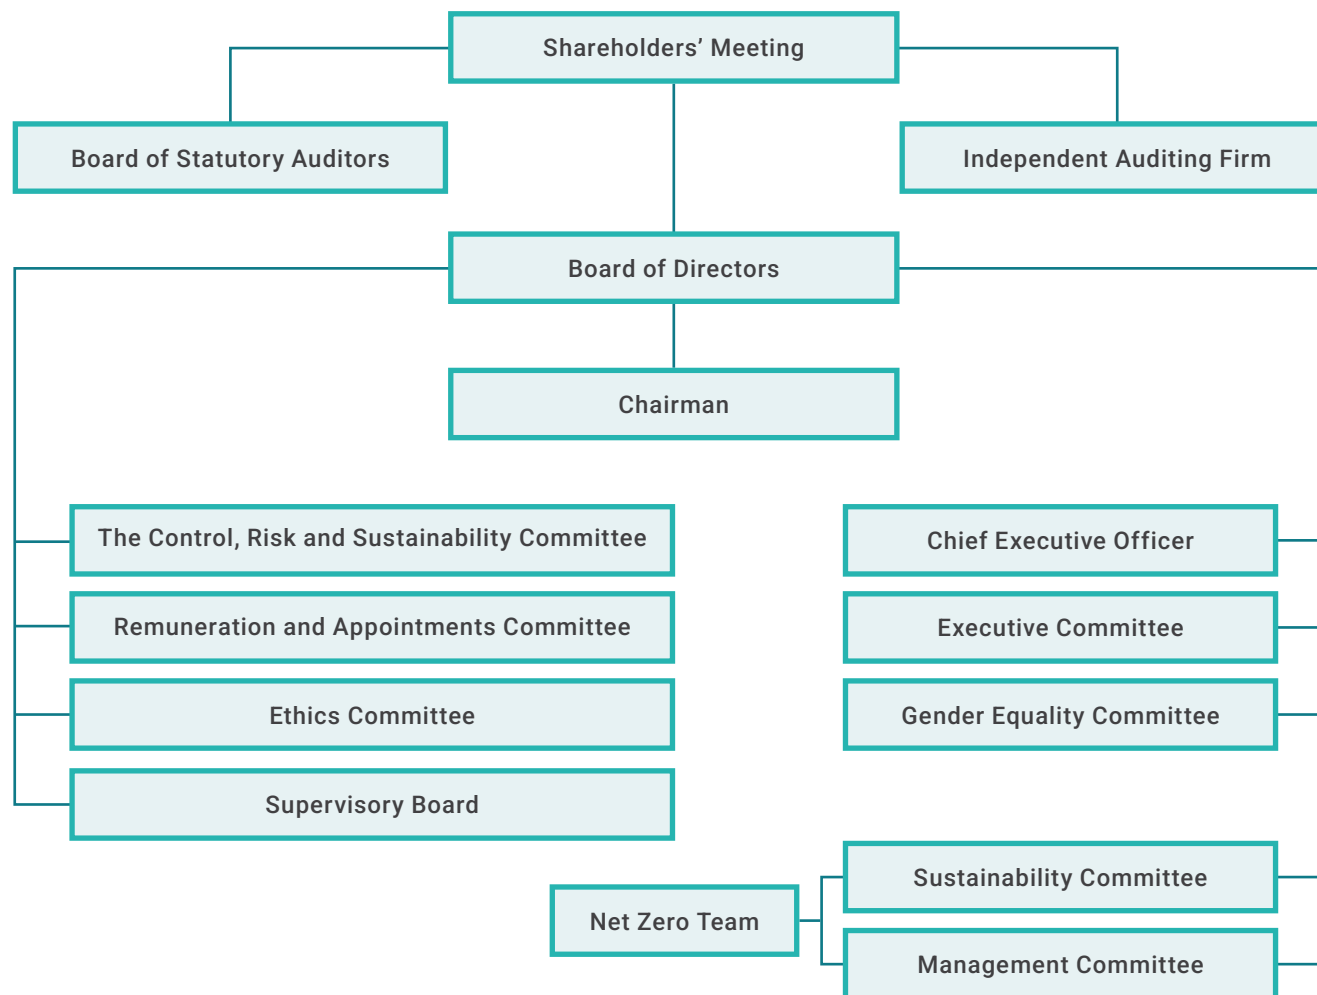 Shareholders’ Meeting
Board of Statutory Auditors
Independent Auditing Firm
Board of Directors
Chairman
The Control, Risk and Sustainability Committee
Chief Executive Officer
Remuneration and Appointments Committee
Executive Committee
Ethics Committee
Gender Equality Committee
Supervisory Board
Sustainability Committee
Net Zero Team
Management Committee